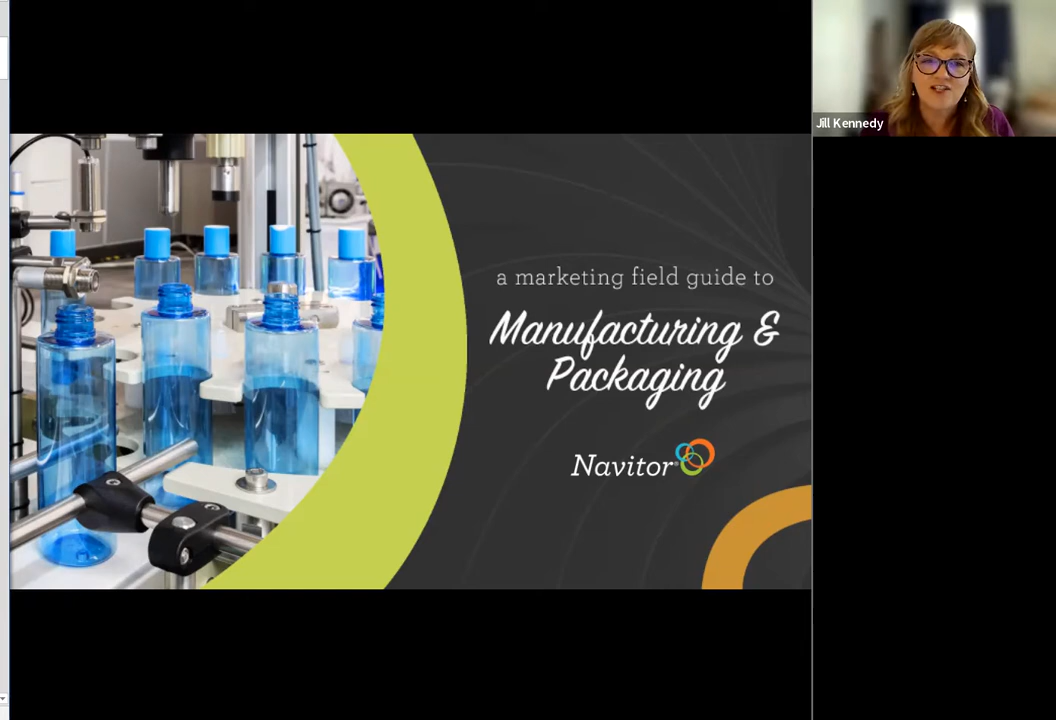 a marketing field guide to
Manufacturing &
Packaging
Navitor
Jill Kennedy